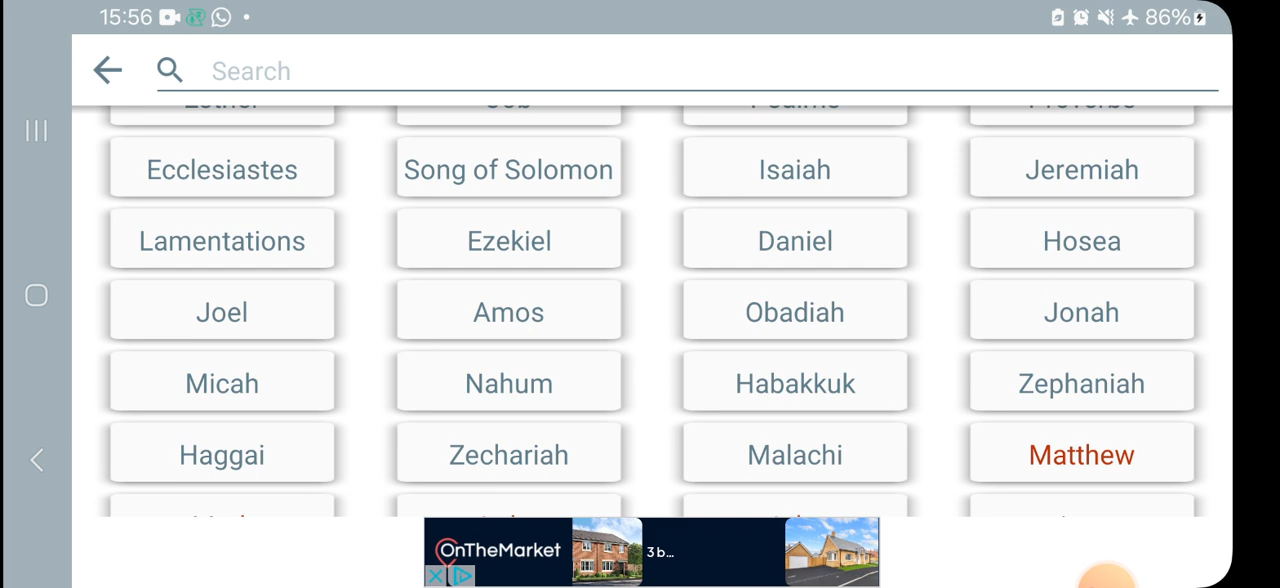 15:56
86%
Search
Ecclesiastes Song of Solomon Isaiah Jeremiah
Lamentations Ezekiel Daniel Hosea
Joel Amos Obadiah Jonah
Micah Nahum Habakkuk Zephaniah
Haggai Zechariah Malachi Matthew
OnTheMarket
3 b...